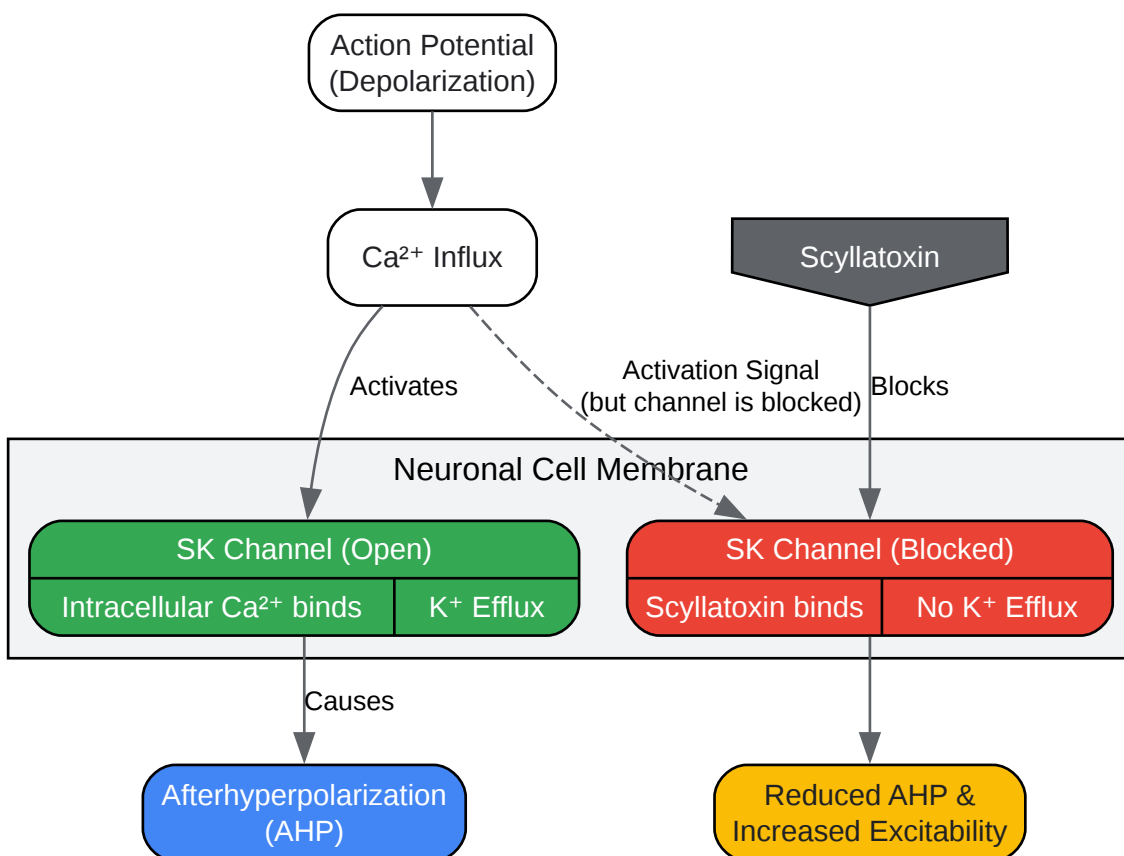 Action Potential
(Depolarization)
Ca²⁺ Influx
Scyllatoxin
Activates
Activation Signal
(but channel is blocked)
Blocks
Neuronal Cell Membrane
SK Channel (Open)
Intracellular Ca²⁺ binds
K⁺ Efflux
SK Channel (Blocked)
Scyllatoxin binds
No K⁺ Efflux
Causes
Afterhyperpolarization
(AHP)
Reduced AHP &
Increased Excitability